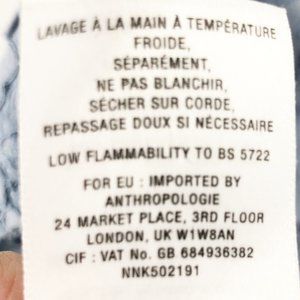 LAVAGE À LA MAIN À TEMPÉRATURE
FROIDE,
SÉPARÉMENT,
NE PAS BLANCHIR,
SÉCHER SUR CORDE,
REPASSAGE DOUX SI NÉCESSAIRE
LOW FLAMMABILITY TO BS 5722
FOR EU : IMPORTED BY
ANTHROPOLOGIE
24 MARKET PLACE, 3RD FLOOR
LONDON, UK W1W8AN
CIF : VAT No. GB 684936382
NNK502191